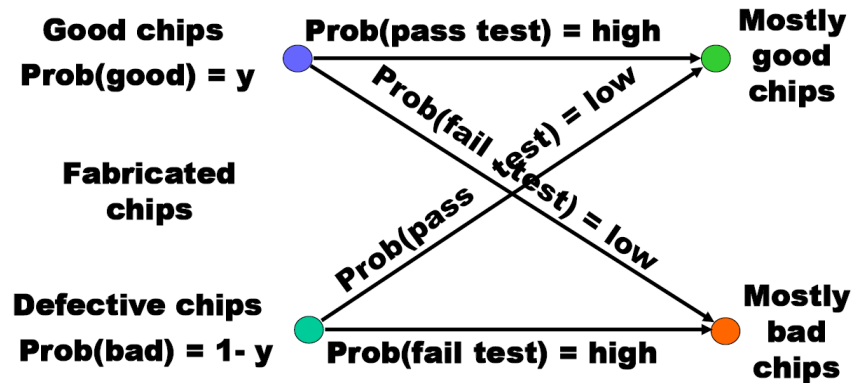 Good chips
Prob(good) = y
Prob(pass test) = high
Mostly
good
chips
Prob(fail test) = low
Prob(pass test) = low
Fabricated
chips
Defective chips
Prob(bad) = 1- y
Prob(fail test) = high
Mostly
bad
chips